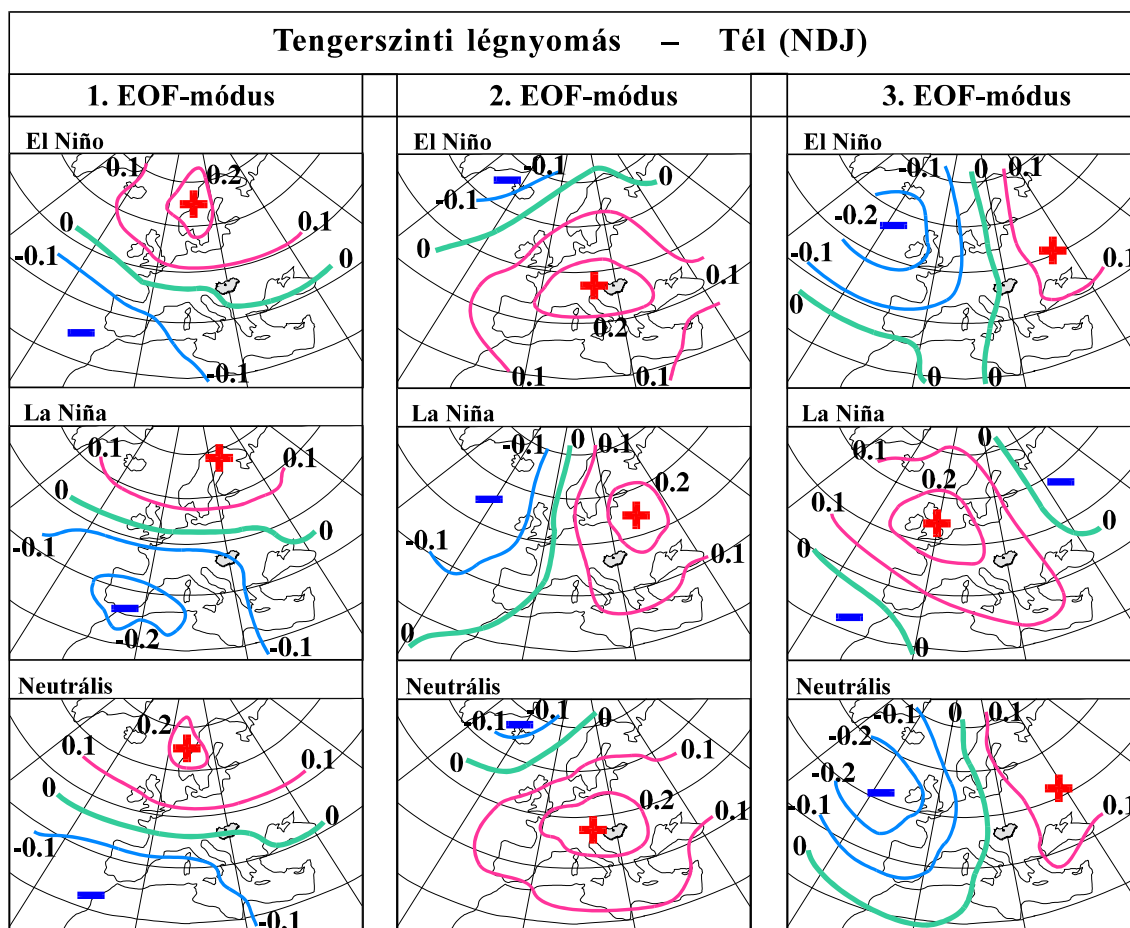 Tengerszinti légnyomás – Tél (NDJ)
1. EOF-módus 2. EOF-módus 3. EOF-módus
El Niño El Niño El Niño
0.1 0.2 0 0.1 -0.1 0 -0.1
-0.1 -0.1 0 -0.1 0 0.1
0 0.1 0.2 0.1 0.1 0.1
-0.2 -0.1 0 0.1 0 0
La Niña La Niña La Niña
0.1 0.1 0 0 -0.1 -0.1 -0.2
-0.1 0 0.1 0.2 -0.1 0.1 0
0.1 0 0.2 0.1 0 0 0
Neutrális Neutrális Neutrális
0.2 0.1 0.1 0 0 -0.1 -0.1
-0.1 -0.1 0 0 0.1 0.2 0.1
-0.1 0 0.1 -0.2 -0.2 -0.1 0.1 0